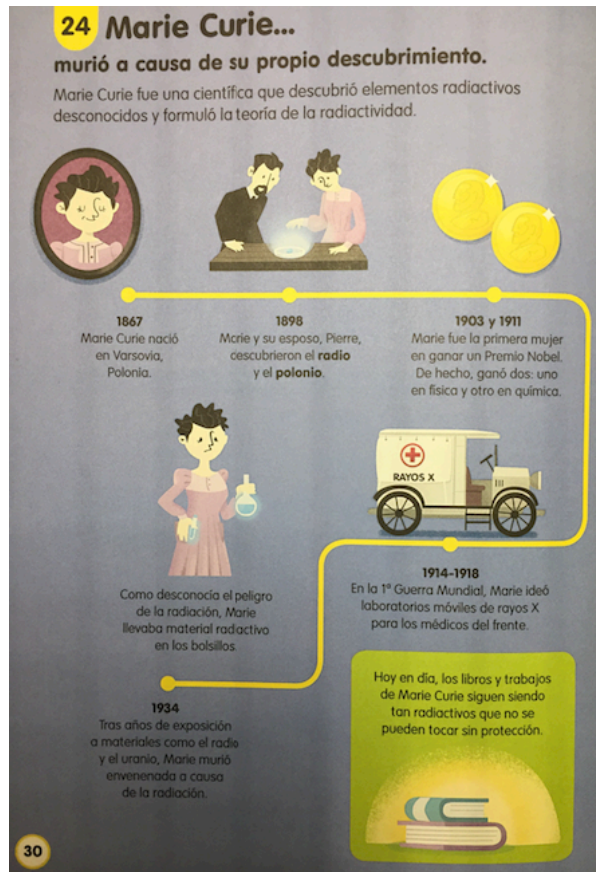 24 Marie Curie...
murió a causa de su propio descubrimiento.
Marie Curie fue una científica que descubrió elementos radiactivos
desconocidos y formuló la teoría de la radiactividad.
1867
Marie Curie nació
en Varsovia,
Polonia.
1898
Marie y su esposo, Pierre,
descubrieron el radio
y el polonio.
1903 y 1911
Marie fue la primera mujer
en ganar un Premio Nobel.
De hecho, ganó dos: uno
en física y otro en química.
RAYOS X
1914-1918
En la 1ª Guerra Mundial, Marie ideó
laboratorios móviles de rayos X
para los médicos del frente.
Como desconocía el peligro
de la radiación, Marie
llevaba material radactivo
en los bolsillos.
1934
Tras años de exposición
a materiales como el radio
y el uranio, Marie murió
envenenada a causa
de la radiación.
Hoy en día, los libros y trabajos
de Marie Curie siguen siendo
tan radiactivos que no se
pueden tocar sin protección.
30